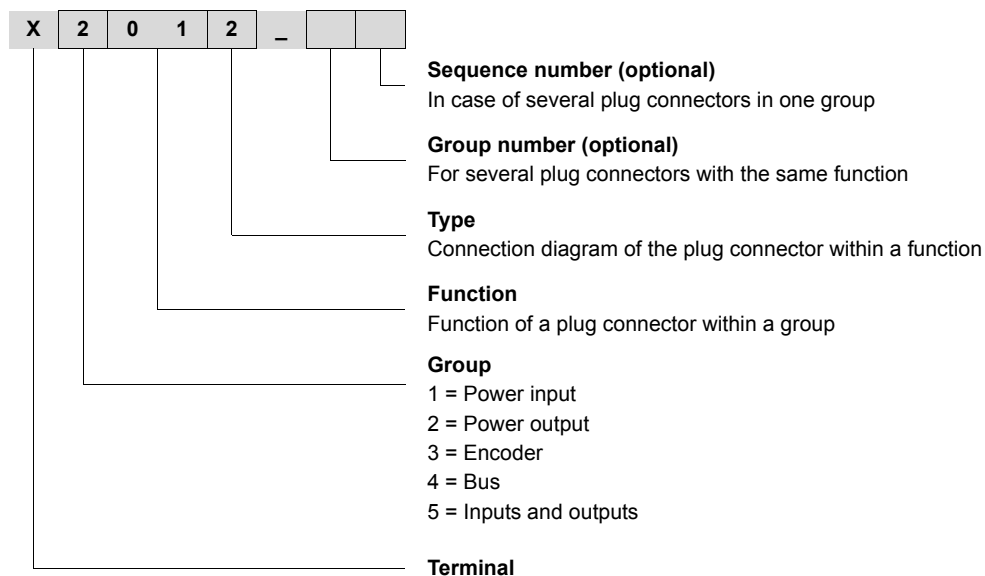 X 2 0 1 2 _
Sequence number (optional)
In case of several plug connectors in one group
Group number (optional)
For several plug connectors with the same function
Type
Connection diagram of the plug connector within a function
Function
Function of a plug connector within a group
Group
1 = Power input
2 = Power output
3 = Encoder
4 = Bus
5 = Inputs and outputs
Terminal